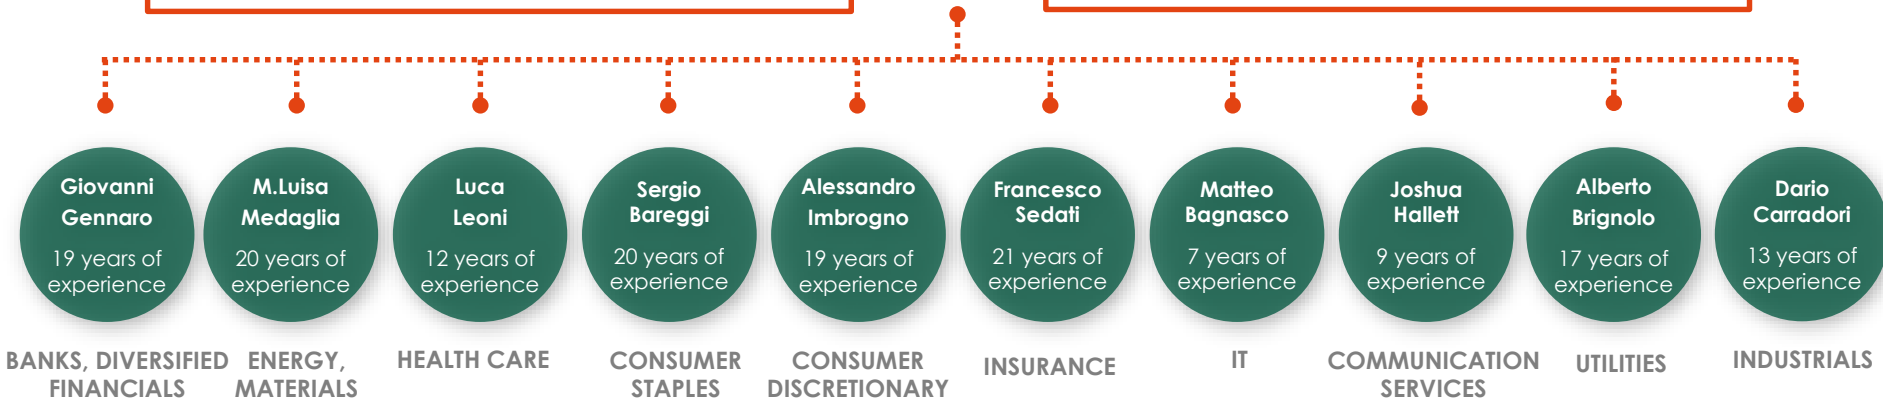 Giovanni
Gennaro
19 years of
experience
M.Luisa
Medaglia
20 years of
experience
Luca
Leoni
12 years of
experience
Sergio
Bareggi
20 years of
experience
Alessandro
Imbrogno
19 years of
experience
Francesco
Sedati
21 years of
experience
Matteo
Bagnasco
7 years of
experience
Joshua
Hallett
9 years of
experience
Alberto
Brignolo
17 years of
experience
Dario
Carradori
13 years of
experience
BANKS, DIVERSIFIED
FINANCIALS
ENERGY,
MATERIALS
HEALTH CARE
CONSUMER
STAPLES
CONSUMER
DISCRETIONARY
INSURANCE
IT
COMMUNICATION
SERVICES
UTILITIES
INDUSTRIALS